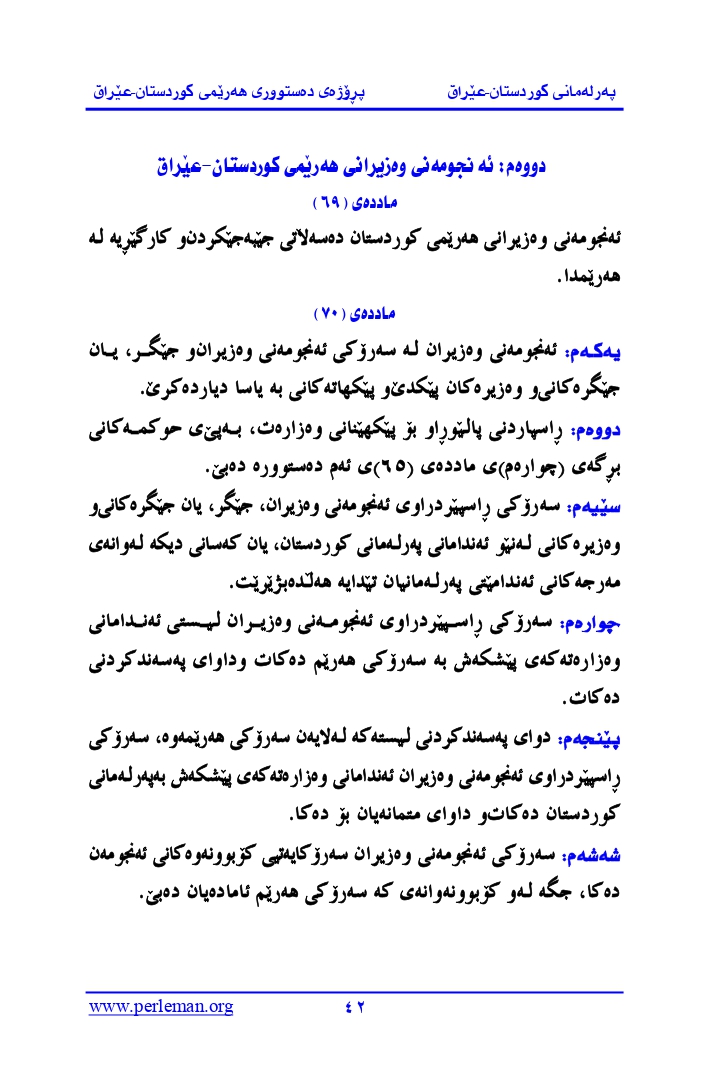 پەرلەمانی کوردستان-عێراق
پڕۆژەی دەستووری هەرێمی کوردستان-عێراق
دووەم: ئە نجومەنی وەزیرانی هەرێمی کوردستان-عێراق
ماددەی (٦٩)
ئەنجومەنی وەزیرانی هەرێمی کوردستان دەسەڵاتی جێبەجێکردنو کارگێڕیە لە
هەرێمدا.
ماددەی (٧٠)
یەکەم: ئەنجومەنی وەزیران لە سەرۆکی ئەنجومەنی وەزیرانو جێگر، یان
جێگرەکانیو وەزیرەکان پێکدێو پێکهاتەکانی بە یاسا دیاردەکرێ.
دووەم: ڕاسپاردنی پاڵێوراو بۆ پێکهێنانی وەزارەت، بەپێی حوکمەکانی
بڕگەی (چوارەم)ی ماددەی (٦٥)ی ئەم دەستوورە دەبێ.
سێیەم: سەرۆکی ڕاسپێردراوی ئەنجومەنی وەزیران، جێگر، یان جێگرەکانیو
وەزیرەکانی لەنێو ئەندامانی پەرلەمانی کوردستان، یان کەسانی دیکە لەوانەی
مەرجەکانی ئەندامێتی پەرلەمانیان تێدایە هەڵدەبژێرێت.
چوارەم: سەرۆکی ڕاسپێردراوی ئەنجومەنی وەزیران لیستی ئەندامانی
وەزارەتەکەی پێشکەش بە سەرۆکی هەرێم دەکات وداوای پەسەندکردنی
دەکات.
پێنجەم: دوای پەسەندکردنی لیستەکە لەلایەن سەرۆکی هەرێمەوە، سەرۆکی
ڕاسپێردراوی ئەنجومەنی وەزیران ئەندامانی وەزارەتەکەی پێشکەش بەپەرلەمانی
کوردستان دەکاتو داوای متمانەیان بۆ دەکا.
شەشەم: سەرۆکی ئەنجومەنی وەزیران سەرۆکایەتیی کۆبوونەوەکانی ئەنجومەن
دەکا، جگە لەو کۆبوونەوانەی کە سەرۆکی هەرێم ئامادەیان دەبێ.
www.perleman.org
٤٢